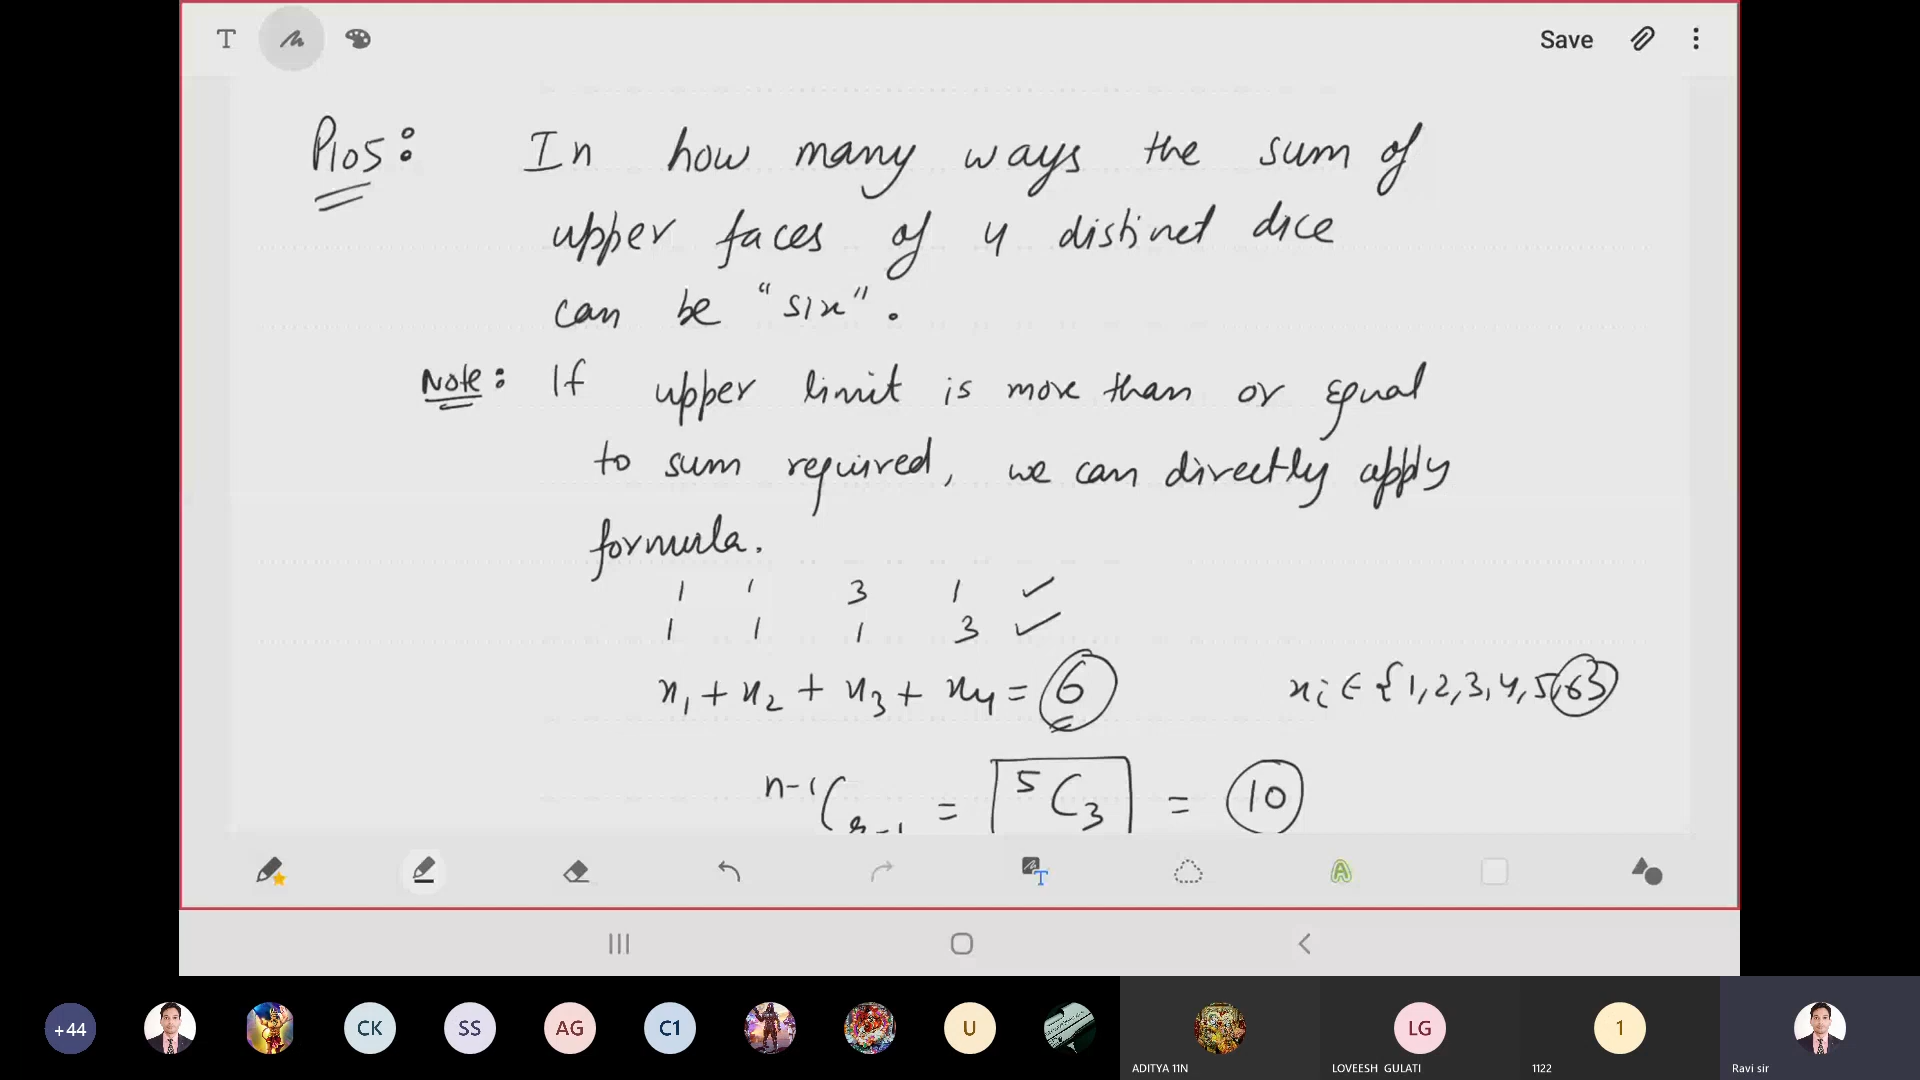 T
Save
P105: In how many ways the sum of
upper faces of 4 distinct dice
can be "six".
Note: If upper limit is more than or equal
to sum required, we can directly apply
formula.
1 1 3 1 ✓
1 1 1 3 ✓
x₁ + x₂ + x₃ + x₄ = 6 xᵢ ∈ {1,2,3,4,5,6}
ⁿ⁻¹C = ⁵C₃ = 10
T A
+44 CK SS AG C1 U LG 1
ADITYA 11N LOVEESH GULATI 1122 Ravi sir